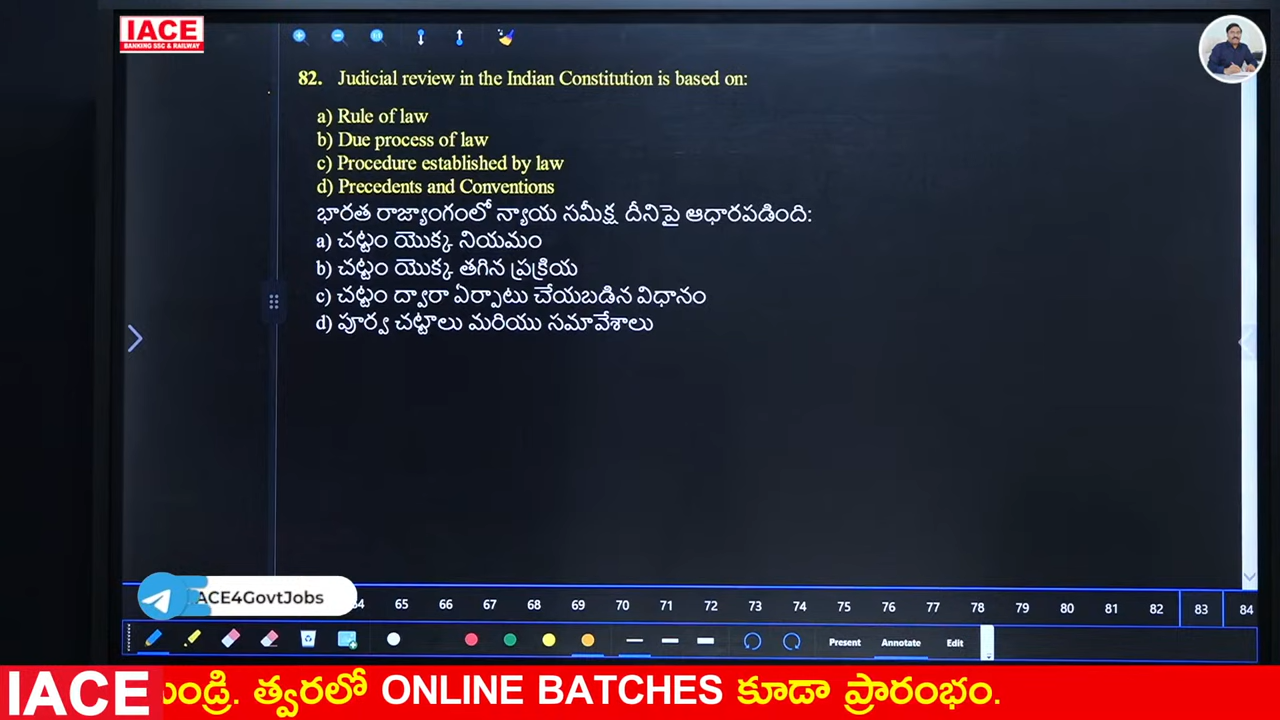 IACE
BANKING SSC & RAILWAY
82. Judicial review in the Indian Constitution is based on:
a) Rule of law
b) Due process of law
c) Procedure established by law
d) Precedents and Conventions
భారత రాజ్యాంగంలో న్యాయ సమీక్ష దీనిపై ఆధారపడింది:
a) చట్టం యొక్క నియమం
b) చట్టం యొక్క తగిన ప్రక్రియ
c) చట్టం ద్వారా ఏర్పాటు చేయబడిన విధానం
d) పూర్వ చట్టాలు మరియు సమావేశాలు
ACE4GovtJobs
65 66 67 68 69 70 71 72 73 74 75 76 77 78 79 80 81 82 83 84
Present Annotate Edit
IACE త్వరలో ONLINE BATCHES కూడా ప్రారంభం.